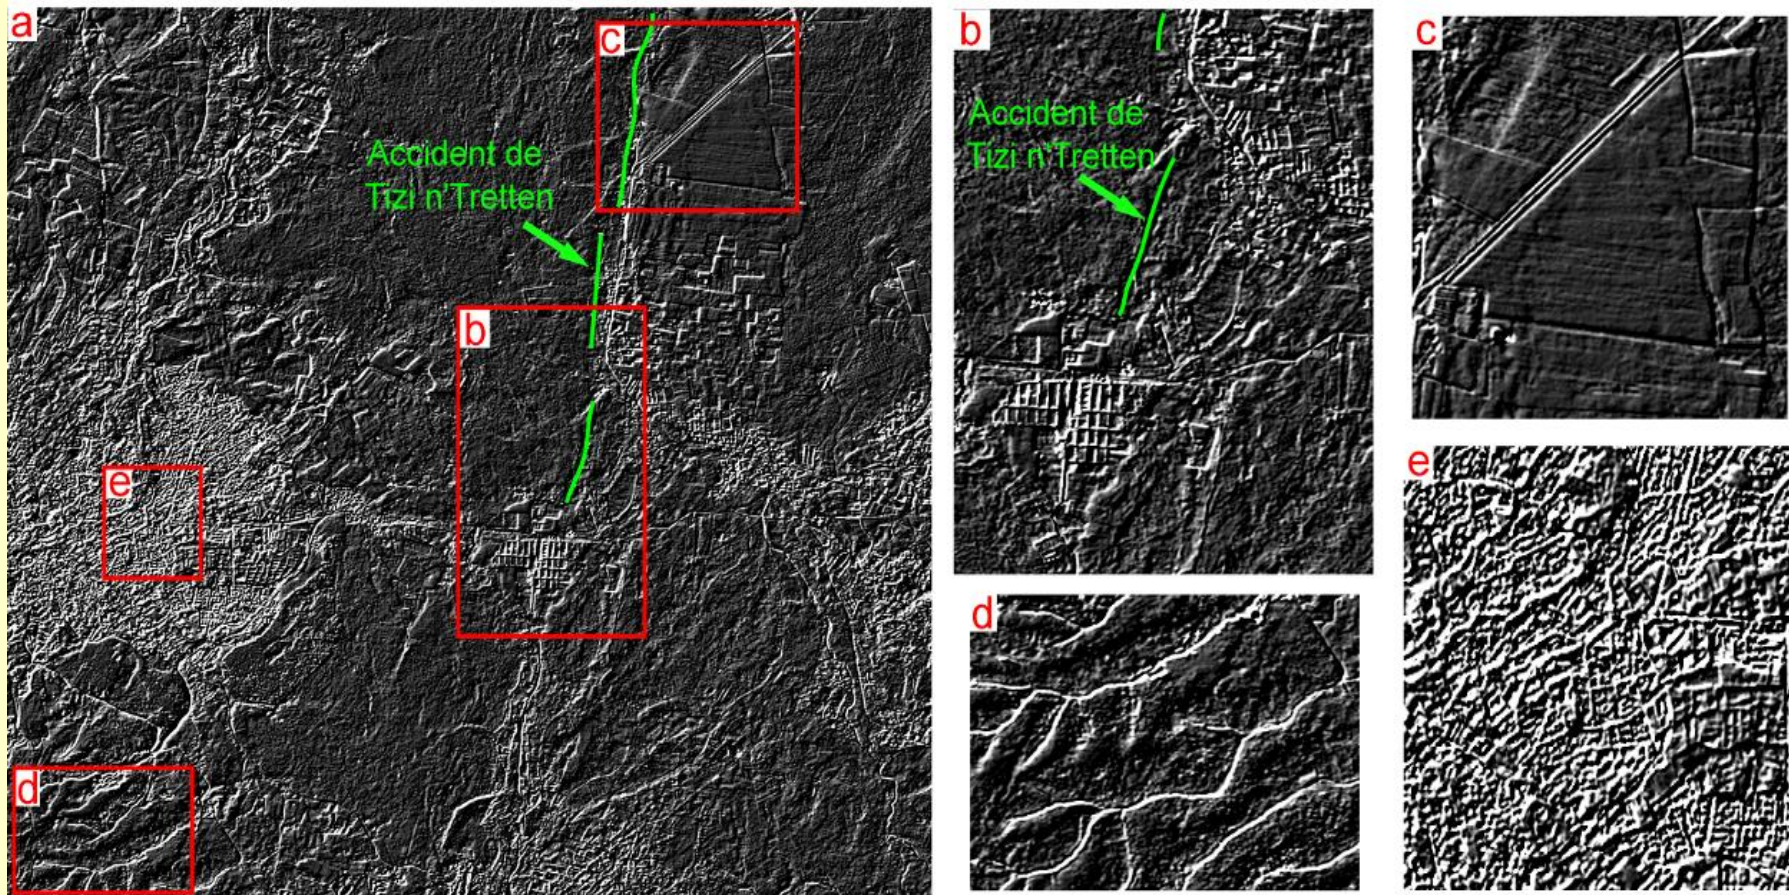 a
c
Accident de
Tizi n'Tretten
b
e
d
b
Accident de
Tizi n'Tretten
c
d
e